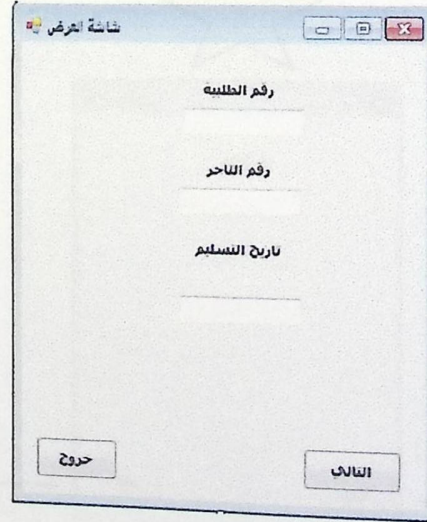 شاشة العرض
رقم الطلبية
رقم التاجر
تاريخ التسليم
التالي
خروج